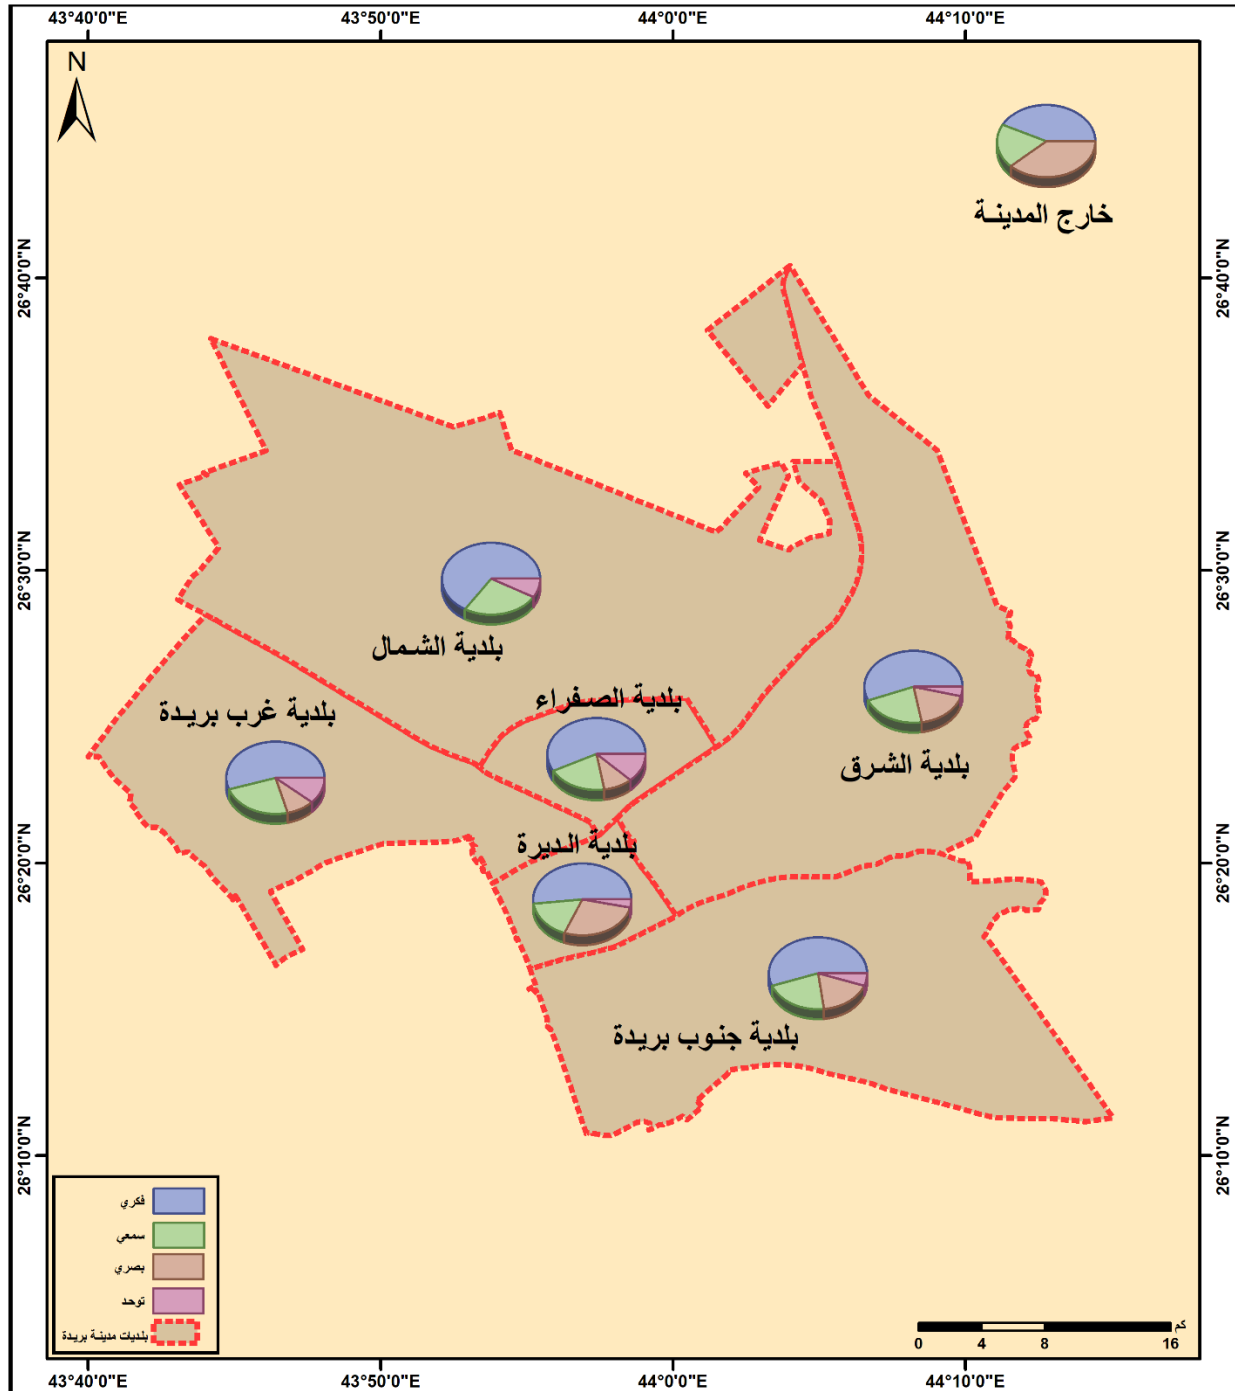 43°40'0"E 43°50'0"E 44°0'0"E 44°10'0"E
N
خارج المدينة
26°40'0"N 26°40'0"N
26°30'0"N 26°30'0"N
بلدية الشمال
بلدية الصفراء
بلدية غرب بريدة
بلدية الشرق
بلدية الديرة
26°20'0"N 26°20'0"N
بلدية جنوب بريدة
26°10'0"N 26°10'0"N
فكري
سمعي
بصري
توحد
بلديات مدينة بريدة
كم
0 4 8 16
43°40'0"E 43°50'0"E 44°0'0"E 44°10'0"E